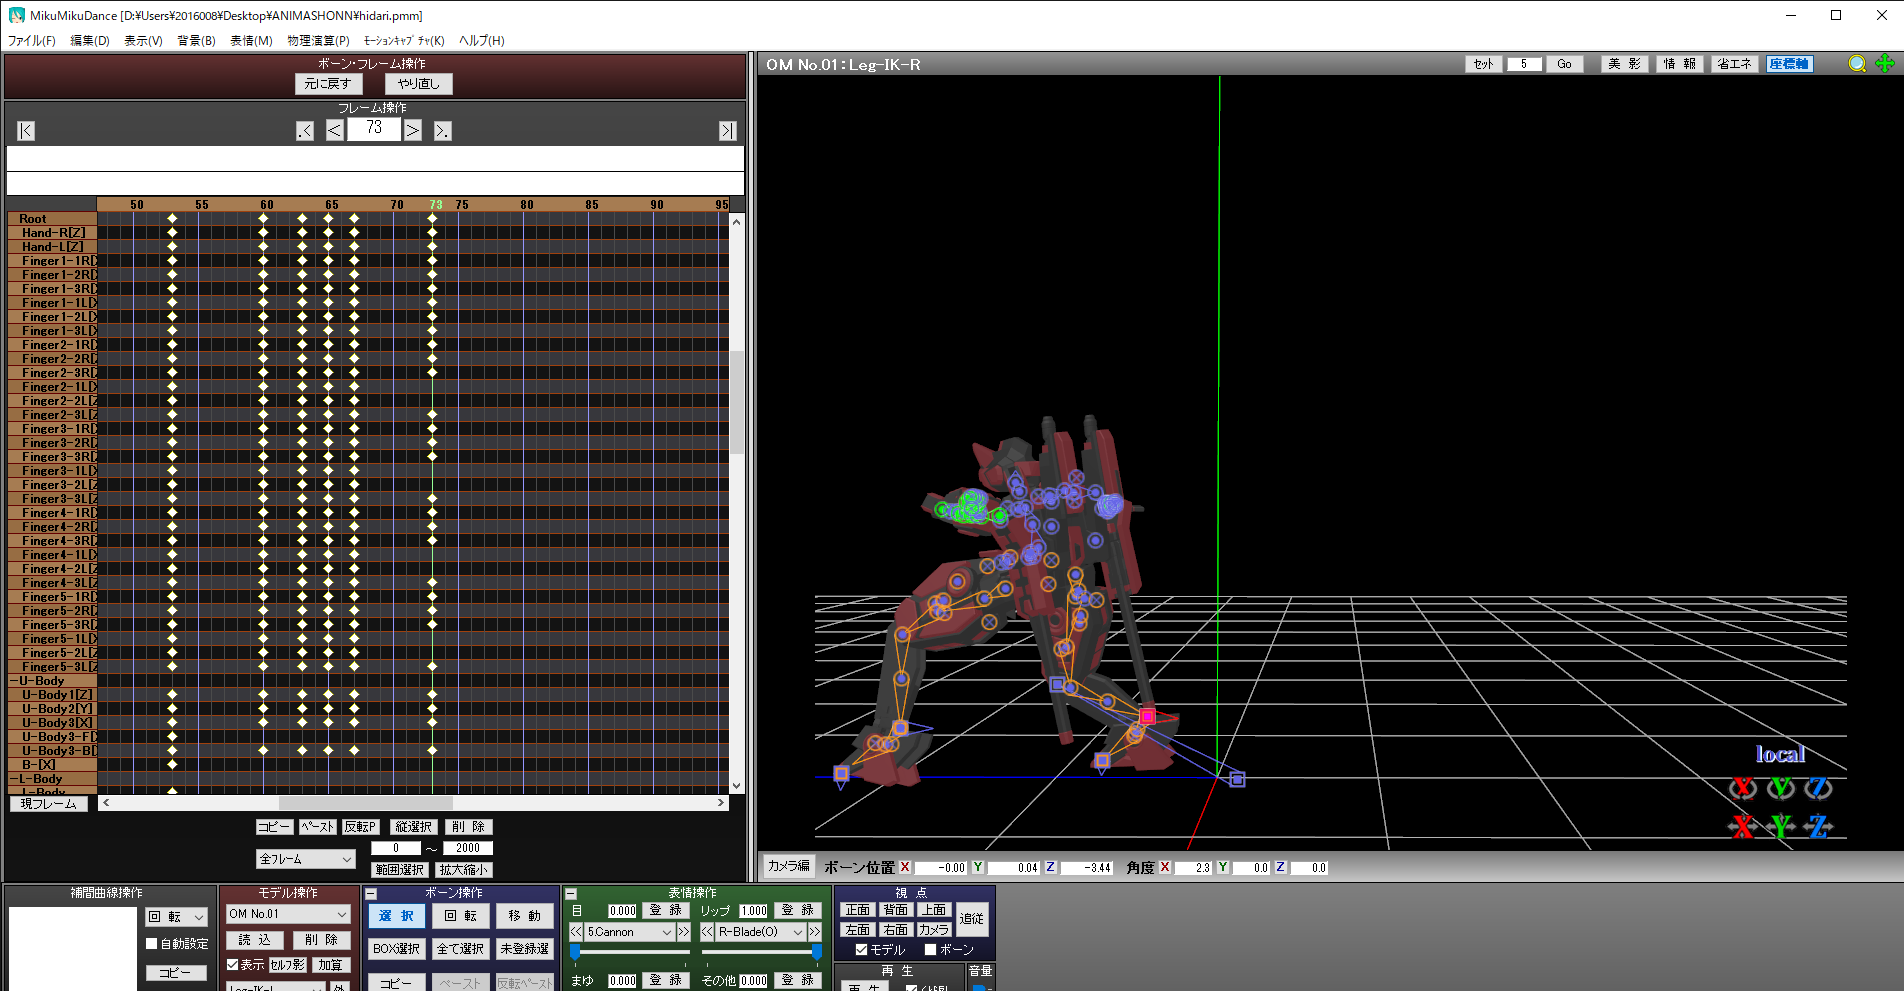 MikuMikuDance [D:¥Users¥2016008¥Desktop¥ANIMASHONN¥hidari.pmm]
ファイル(F) 編集(D) 表示(V) 背景(B) 表情(M) 物理演算(P) ﾓｰｼｮﾝｷｬﾌﾟﾁｬ(K) ヘルプ(H)
ボーン・フレーム操作
元に戻す やり直し
フレーム操作
|< .< < 73 > >. >|
50 55 60 65 70 73 75 80 85 90 95
Root
Hand-R[Z]
Hand-L[Z]
Finger1-1R[
Finger1-2R[
Finger1-3R[
Finger1-1L[
Finger1-2L[
Finger1-3L[
Finger2-1R[
Finger2-2R[
Finger2-3R[
Finger2-1L[
Finger2-2L[
Finger2-3L[
Finger3-1R[
Finger3-2R[
Finger3-3R[
Finger3-1L[
Finger3-2L[
Finger3-3L[
Finger4-1R[
Finger4-2R[
Finger4-3R[
Finger4-1L[
Finger4-2L[
Finger4-3L[
Finger5-1R[
Finger5-2R[
Finger5-3R[
Finger5-1L[
Finger5-2L[
Finger5-3L[
-U-Body
U-Body1[Z]
U-Body2[Y]
U-Body3[X]
U-Body3-F[
U-Body3-B[
B-[X]
-L-Body
L-Body
現フレーム
コピー ﾍﾟｰｽﾄ 反転P 縦選択 削 除
全フレーム 0 ～ 2000
範囲選択 拡大縮小
OM No.01:Leg-IK-R
ｾｯﾄ 5 Go 美 影 情 報 省エネ 座標軸
local
X Y Z
X Y Z
カメラ編 ボーン位置 X -0.00 Y 0.04 Z -3.44 角度 X 2.3 Y 0.0 Z 0.0
補間曲線操作
回 転
自動設定
コピー
モデル操作
OM No.01
読 込 削 除
表示 ｾﾙﾌ影 加算
Leg-IK-L 外
ボーン操作
選 択 回 転 移 動
BOX選択 全て選択 未登録選
コピー ペースト 反転ペースト
表情操作
目 0.000 登 録 リップ 1.000 登 録
<< 5.Cannon >> << R-Blade(O) >>
まゆ 0.000 登 録 その他 0.000 登 録
視 点
正面 背面 上面 追従
左面 右面 カメラ
モデル ボーン
再 生 音量
再 生